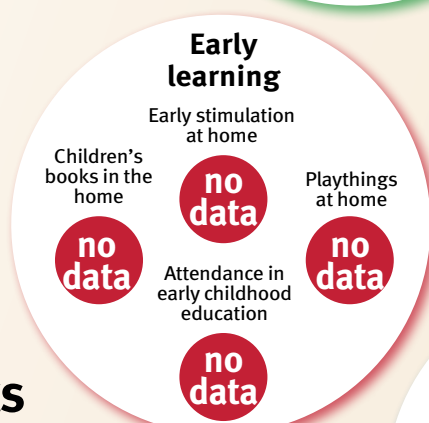 Early
learning
Early stimulation
at home
no
data
Children's
books in the
home
no
data
Playthings
at home
no
data
Attendance in
early childhood
education
no
data